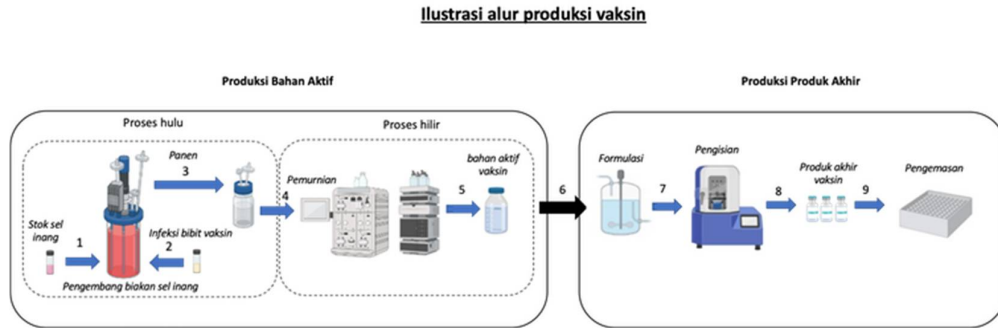 Ilustrasi alur produksi vaksin
Produksi Bahan Aktif
Produksi Produk Akhir
Proses hulu
Proses hilir
Panen
3
Stok sel
inang
1
Infeksi bibit vaksin
2
Pengembang biakan sel inang
4
Pemurnian
5
bahan aktif
vaksin
6
Formulasi
7
Pengisian
8
Produk akhir
vaksin
9
Pengemasan